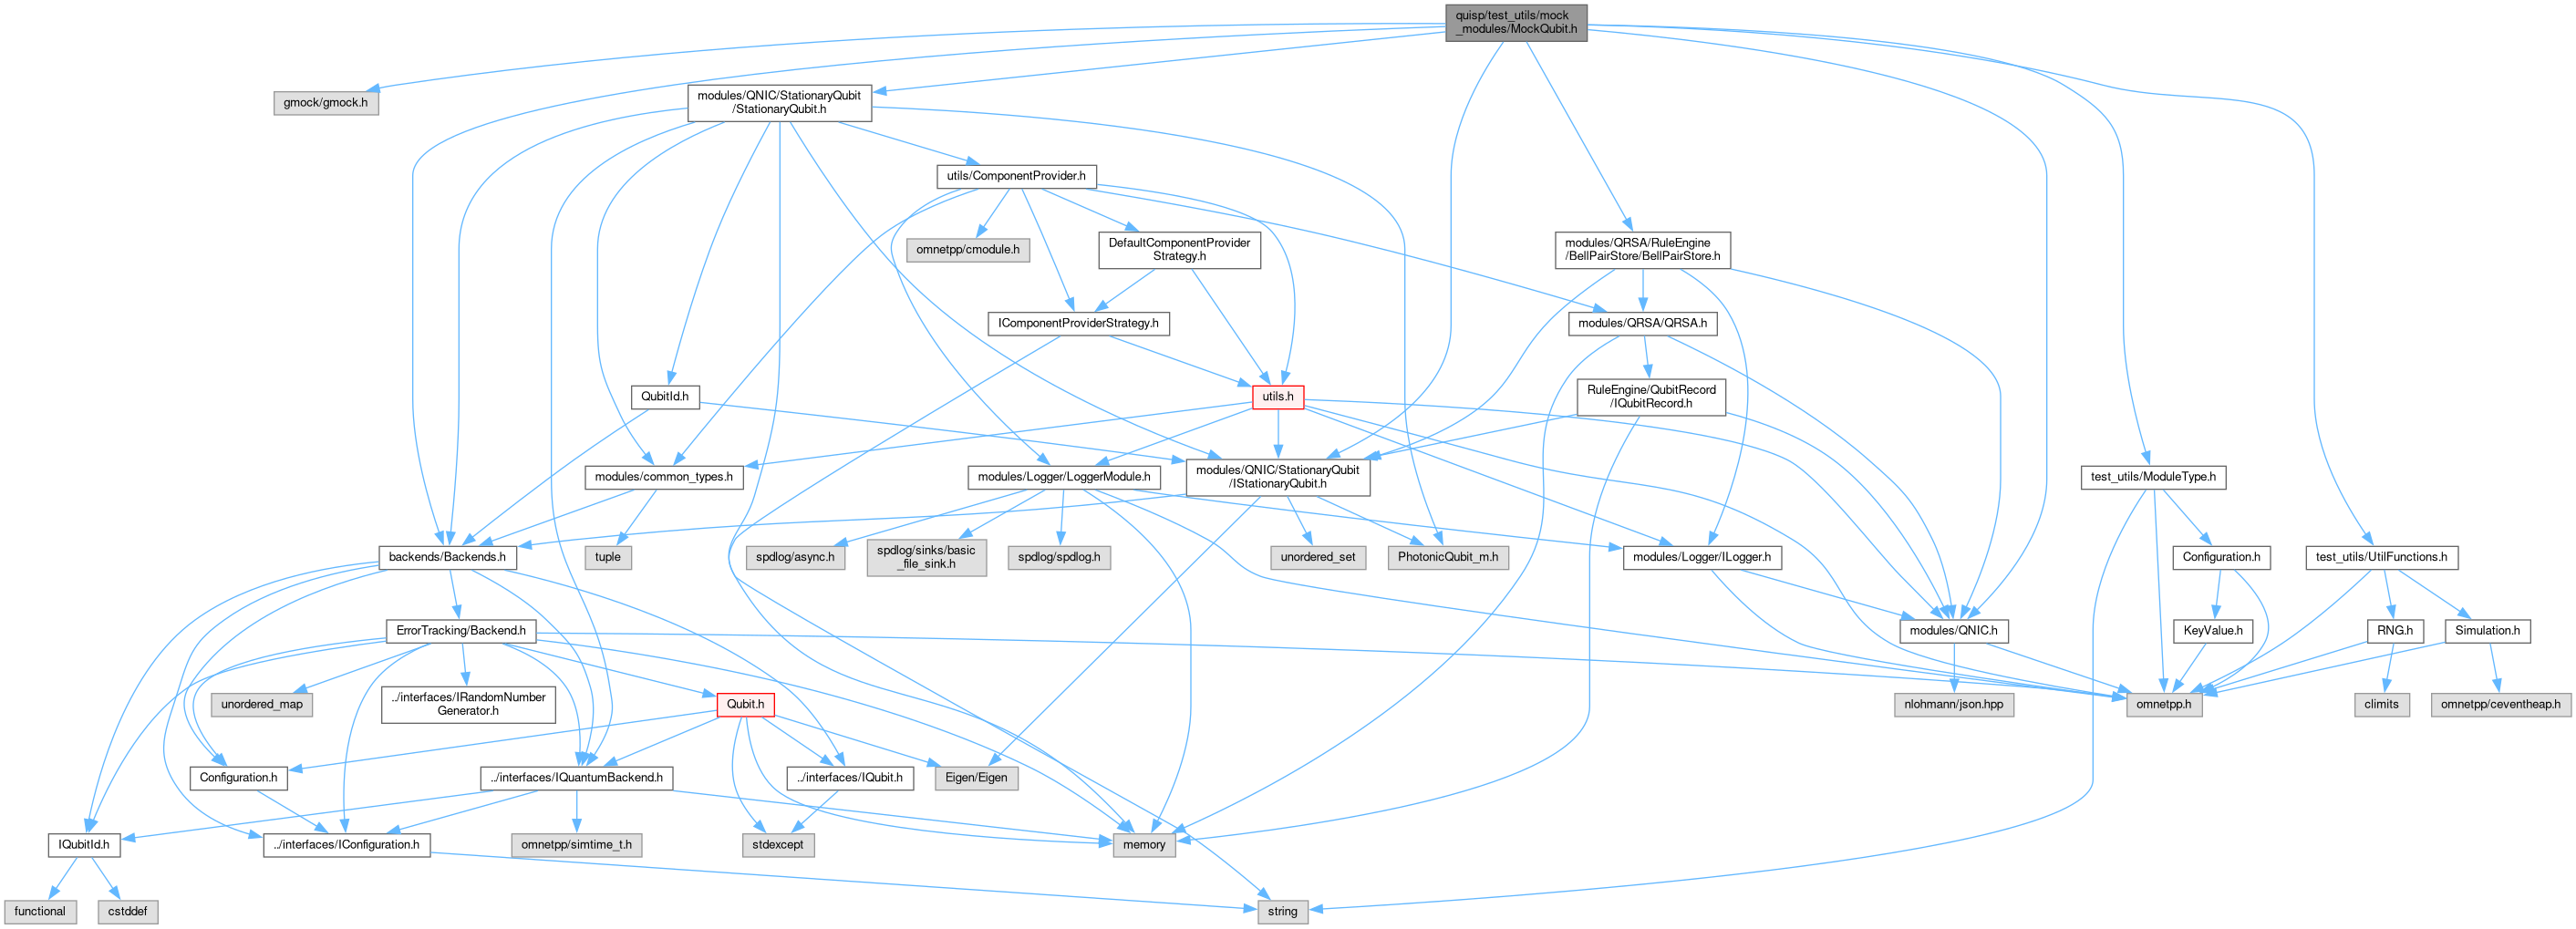 quisp/test_utils/mock
_modules/MockQubit.h
gmock/gmock.h
modules/QNIC/StationaryQubit
/StationaryQubit.h
utils/ComponentProvider.h
omnetpp/cmodule.h
DefaultComponentProvider
Strategy.h
modules/QRSA/RuleEngine
/BellPairStore/BellPairStore.h
IComponentProviderStrategy.h
modules/QRSA/QRSA.h
QubitId.h
utils.h
RuleEngine/QubitRecord
/IQubitRecord.h
modules/common_types.h
modules/Logger/LoggerModule.h
modules/QNIC/StationaryQubit
/IStationaryQubit.h
test_utils/ModuleType.h
backends/Backends.h
tuple
spdlog/async.h
spdlog/sinks/basic
_file_sink.h
spdlog/spdlog.h
unordered_set
PhotonicQubit_m.h
modules/Logger/ILogger.h
Configuration.h
test_utils/UtilFunctions.h
ErrorTracking/Backend.h
modules/QNIC.h
KeyValue.h
RNG.h
Simulation.h
unordered_map
../interfaces/IRandomNumber
Generator.h
Qubit.h
nlohmann/json.hpp
omnetpp.h
climits
omnetpp/ceventheap.h
Configuration.h
../interfaces/IQuantumBackend.h
../interfaces/IQubit.h
Eigen/Eigen
IQubitId.h
../interfaces/IConfiguration.h
omnetpp/simtime_t.h
stdexcept
memory
functional
cstddef
string